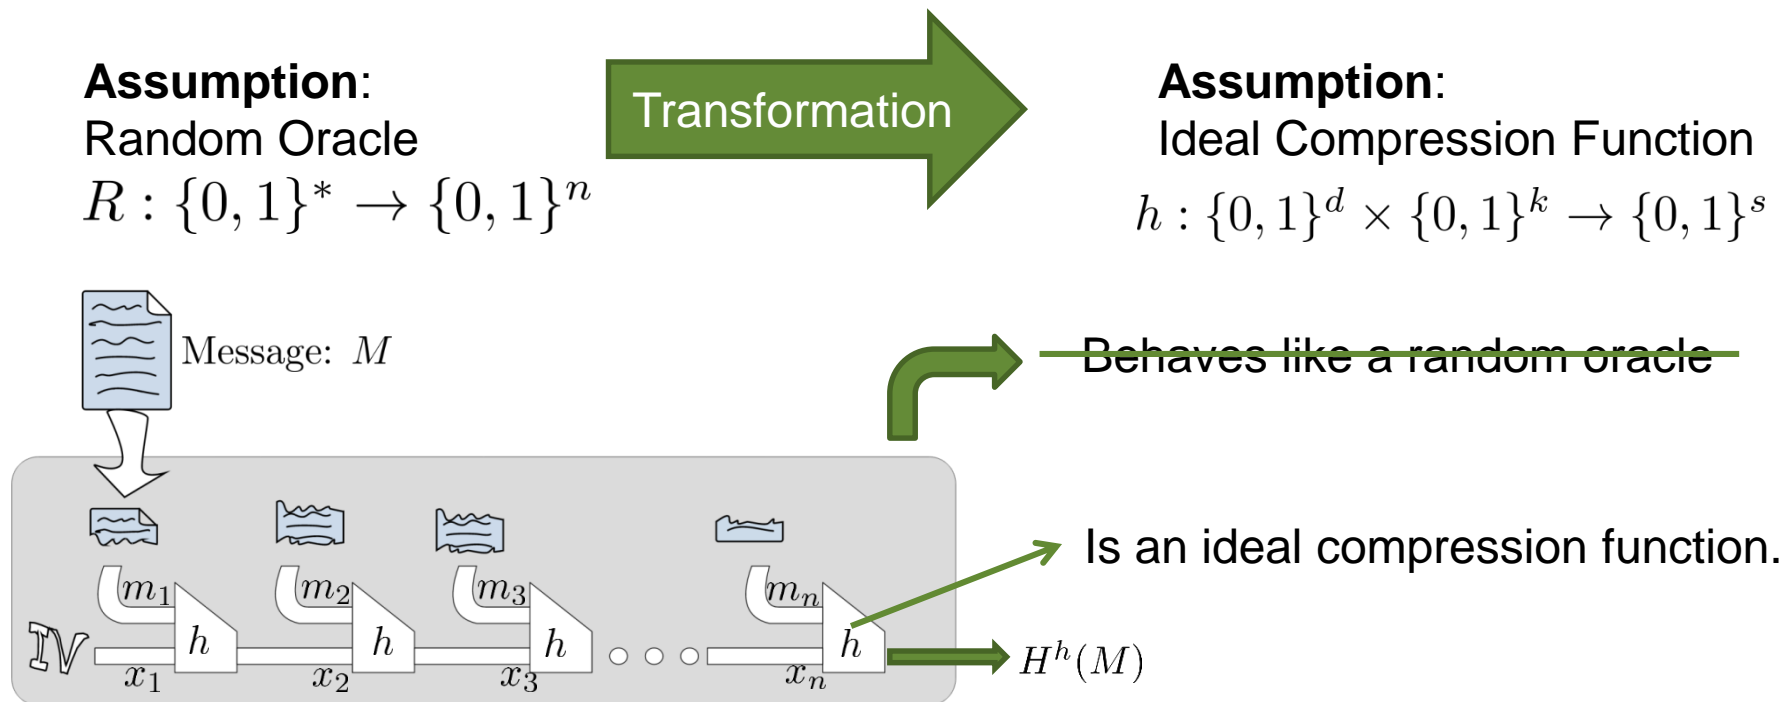 Assumption:
Random Oracle
R : {0, 1}* → {0, 1}ⁿ
Transformation
Assumption:
Ideal Compression Function
h : {0, 1}ᵈ × {0, 1}ᵏ → {0, 1}ˢ
Message: M
Behaves like a random oracle
Is an ideal compression function.
m₁ m₂ m₃ mₙ
IV h h h h
x₁ x₂ x₃ xₙ
Hʰ(M)